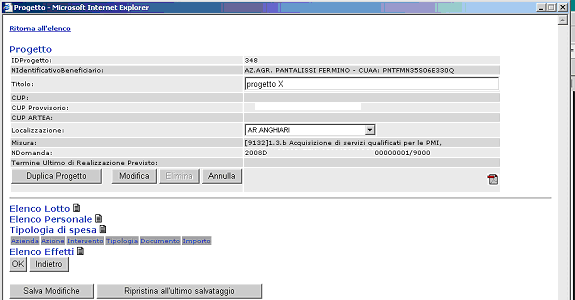 Progetto - Microsoft Internet Explorer
Ritorna all'elenco
Progetto
IDProgetto: 348
NIdentificativoBeneficiario: AZ.AGR. PANTALISSI FERMINO - CUAA: PNTFMN35S06E330Q
Titolo: progetto X
CUP:
CUP Provvisorio:
CUP ARTEA:
Localizzazione: AR.ANGHIARI
Misura: [9132]1.3.b Acquisizione di servizi qualificati per le PMI,
NDomanda: 2008D 00000001/9000
Termine Ultimo di Realizzazione Previsto:
Duplica Progetto Modifica Elimina Annulla
Elenco Lotto
Elenco Personale
Tipologia di spesa
Azienda Azione Intervento Tipologia Documento Importo
Elenco Effetti
OK Indietro
Salva Modifiche Ripristina all'ultimo salvataggio